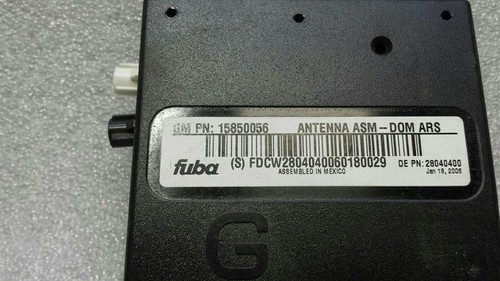 GM PN: 15850056 ANTENNA ASM-DOM ARS
fuba (S) FDCW2804040060180029 DE PN: 28040400
ASSEMBLED IN MEXICO Jan 18, 2006
G